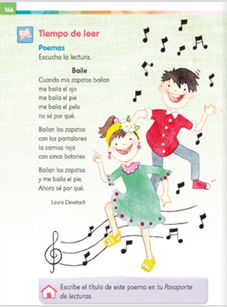 166
Tiempo de leer
Poemas
Escucha la lectura.
Baile
Cuando mis zapatos bailan
me baila el ojo
me baila el pie
me baila el pelo
no sé por qué.
Bailan los zapatos
con los pantalones
la camisa roja
con cinco botones.
Bailan los zapatos
y me baila el pie.
Ahora sé por qué.
Laura Devetach
Escribe el título de este poema en tu Pasaporte
de lecturas.